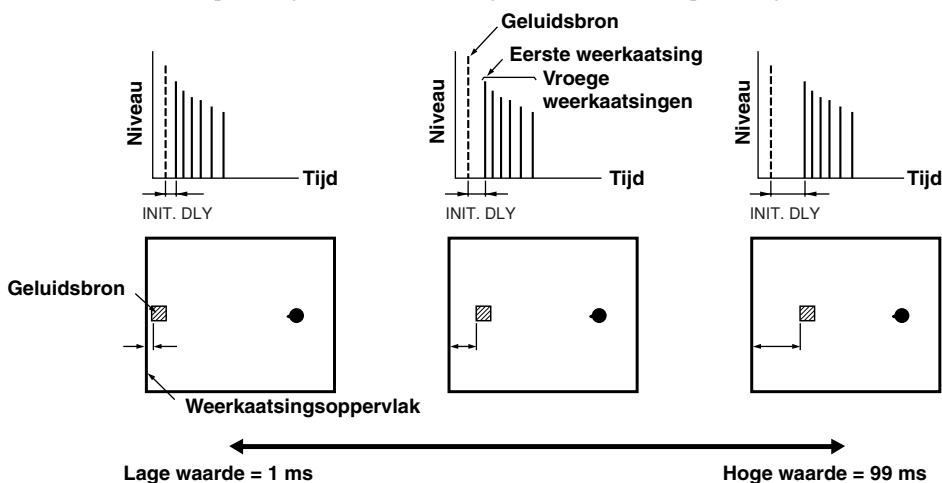 Geluidsbron
Eerste weerkaatsing
Vroege
weerkaatsingen
Niveau
Tijd
INIT. DLY
Niveau
Tijd
INIT. DLY
Niveau
Tijd
INIT. DLY
Geluidsbron
Weerkaatsingsoppervlak
Lage waarde = 1 ms
Hoge waarde = 99 ms